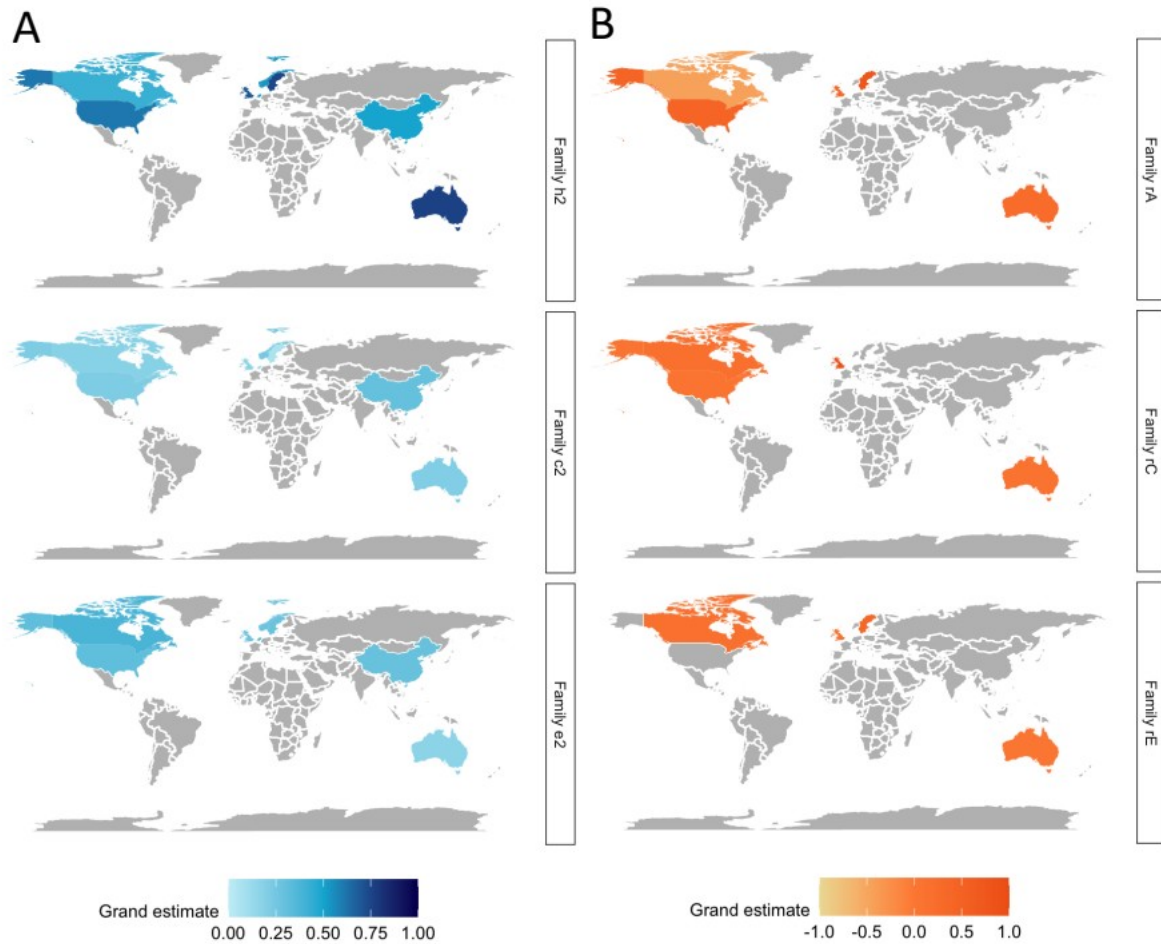 A
B
Family h2
Family rA
Family c2
Family rC
Family e2
Family rE
Grand estimate
0.00 0.25 0.50 0.75 1.00
Grand estimate
-1.0 -0.5 0.0 0.5 1.0